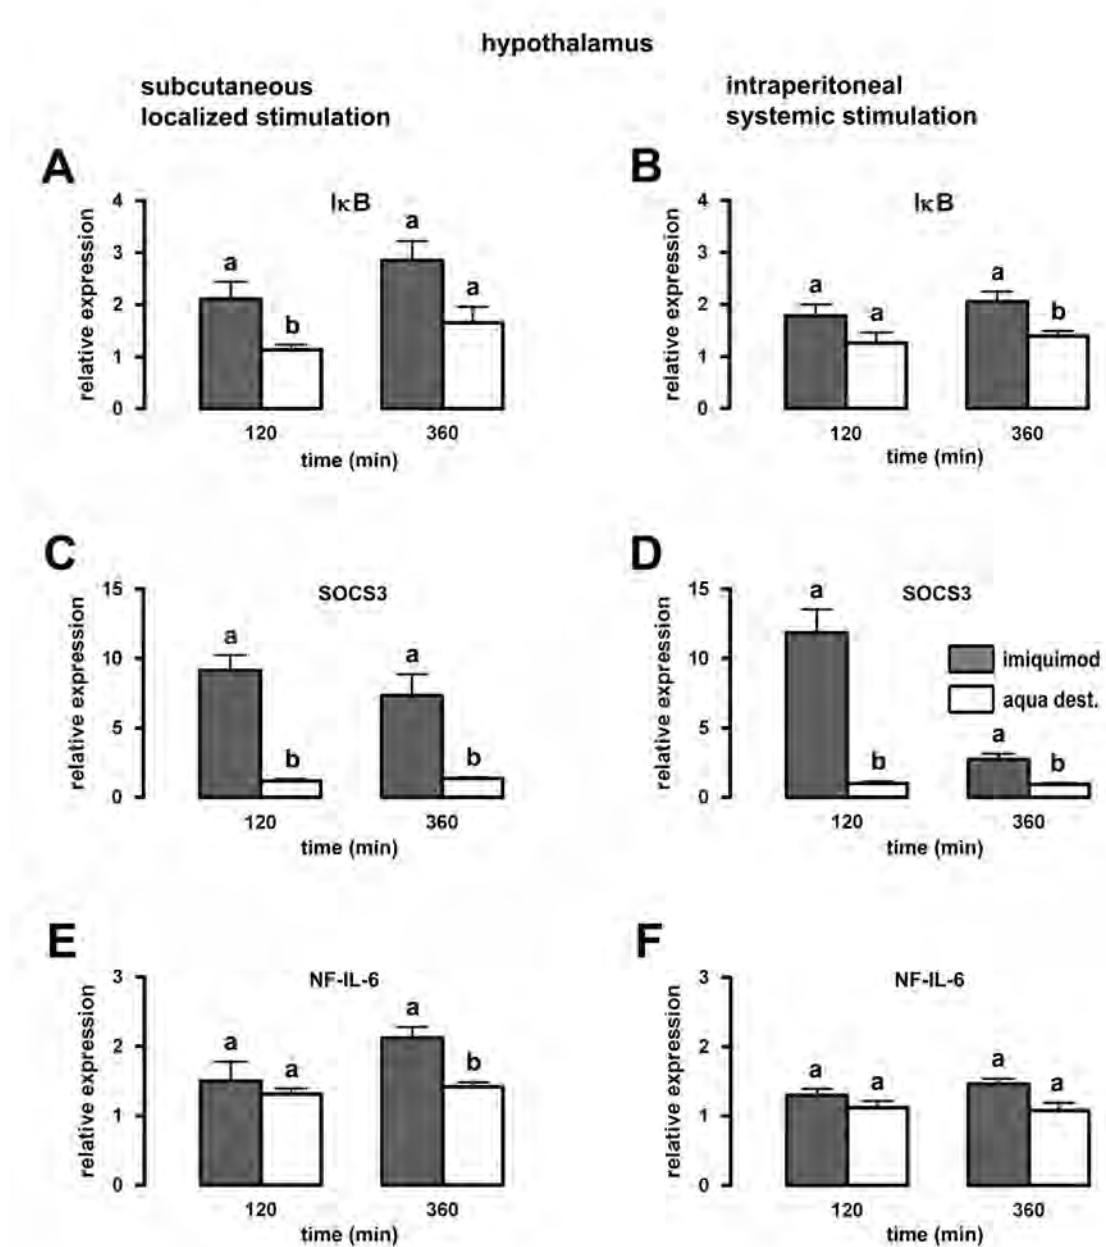 hypothalamus
subcutaneous
localized stimulation
intraperitoneal
systemic stimulation
A
IκB
relative expression
4
3
2
1
0
a
b
a
a
120
360
time (min)
B
IκB
relative expression
4
3
2
1
0
a
a
a
b
120
360
time (min)
C
SOCS3
relative expression
15
10
5
0
a
b
a
b
120
360
time (min)
D
SOCS3
relative expression
15
10
5
0
a
b
a
b
imiquimod
aqua dest.
120
360
time (min)
E
NF-IL-6
relative expression
3
2
1
0
a
a
a
b
120
360
time (min)
F
NF-IL-6
relative expression
3
2
1
0
a
a
a
a
120
360
time (min)